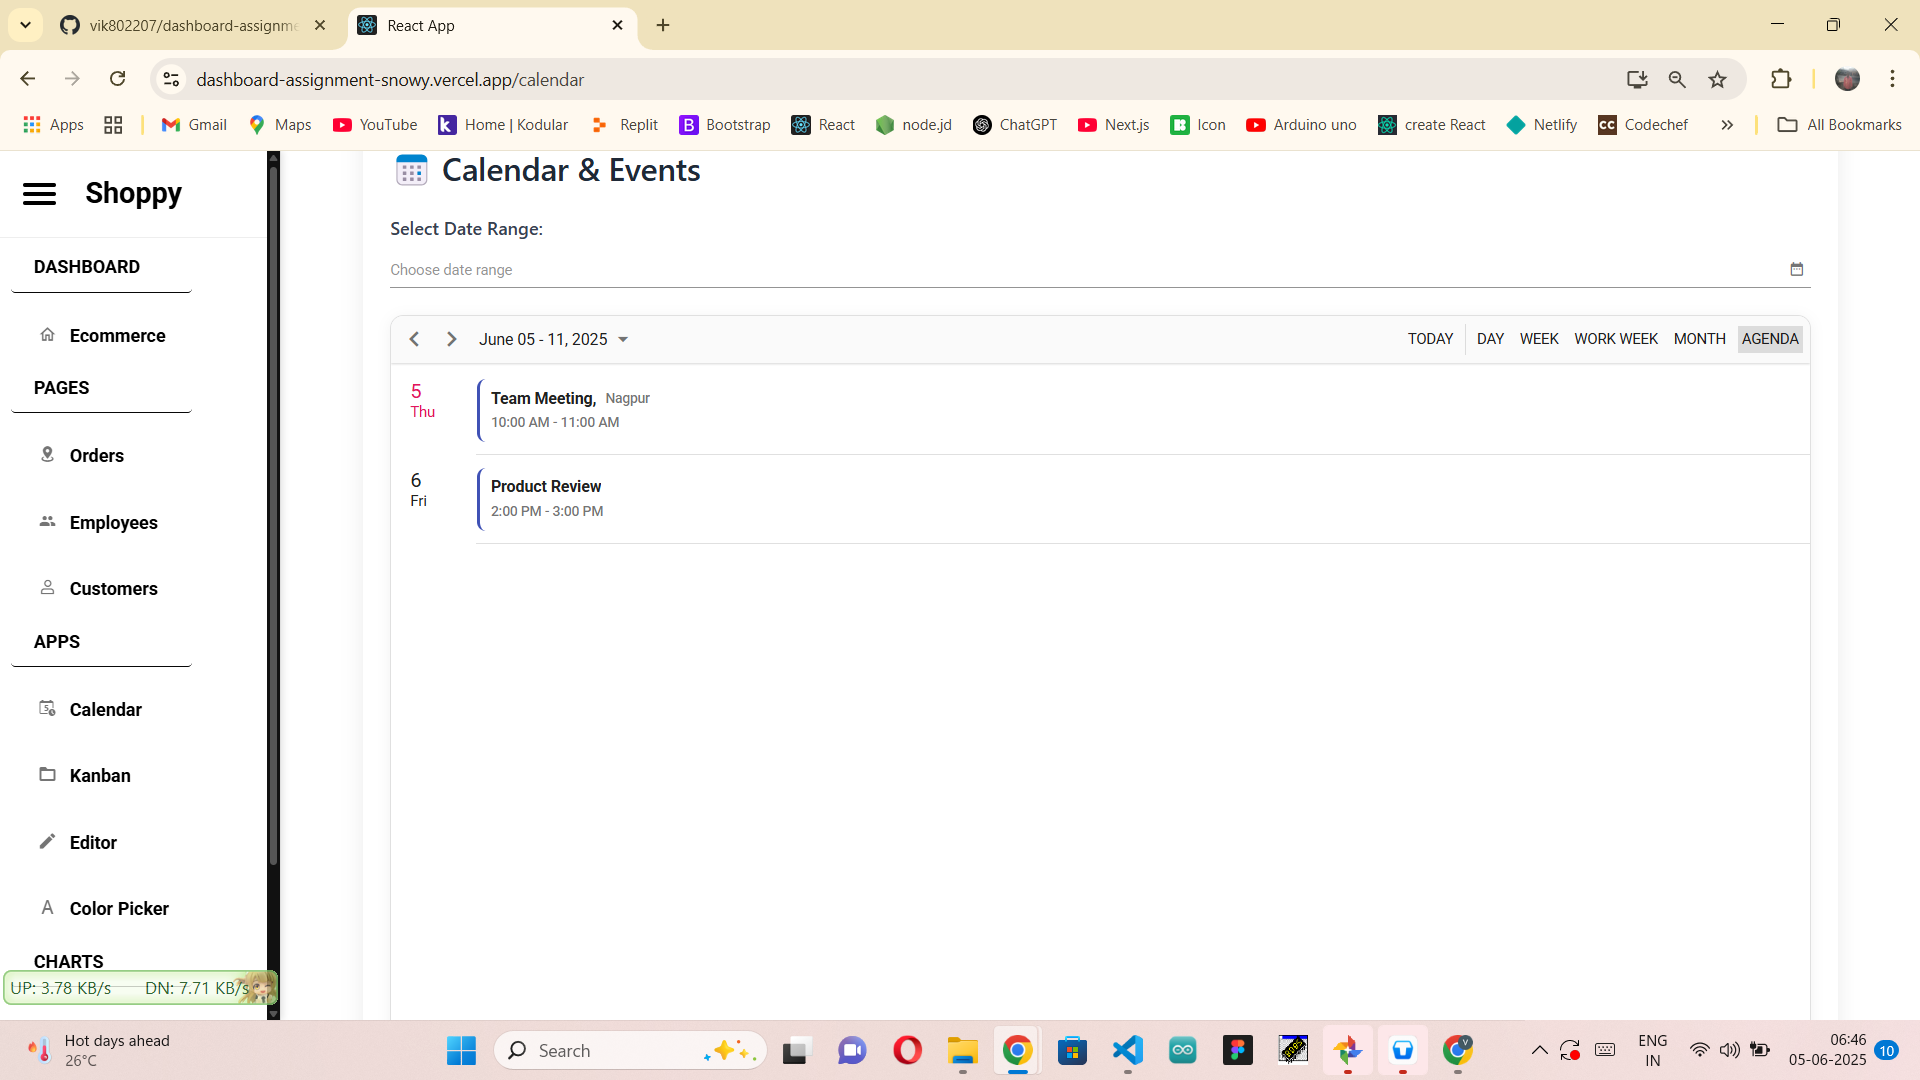 vik802207/dashboard-assignme
React App
dashboard-assignment-snowy.vercel.app/calendar
Apps
Gmail
Maps
YouTube
Home | Kodular
Replit
Bootstrap
React
node.jd
ChatGPT
Next.js
Icon
Arduino uno
create React
Netlify
CC
Codechef
All Bookmarks
Shoppy
DASHBOARD
Ecommerce
PAGES
Orders
Employees
Customers
APPS
Calendar
Kanban
Editor
Color Picker
CHARTS
UP: 3.78 KB/s DN: 7.71 KB/s
Calendar & Events
Select Date Range:
Choose date range
June 05 - 11, 2025
TODAY
DAY
WEEK
WORK WEEK
MONTH
AGENDA
5
Thu
Team Meeting, Nagpur
10:00 AM - 11:00 AM
6
Fri
Product Review
2:00 PM - 3:00 PM
Hot days ahead
26°C
Search
ENG
IN
06:46
05-06-2025
10